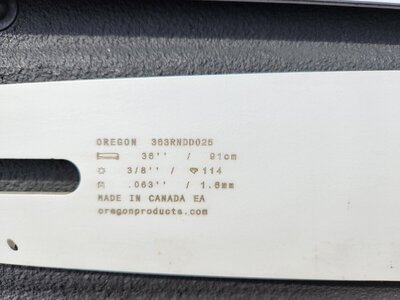 OREGON 363RNDD025
36'' / 91cm
3/8'' / 114
.063'' / 1.6mm
MADE IN CANADA EA
oregonproducts.com